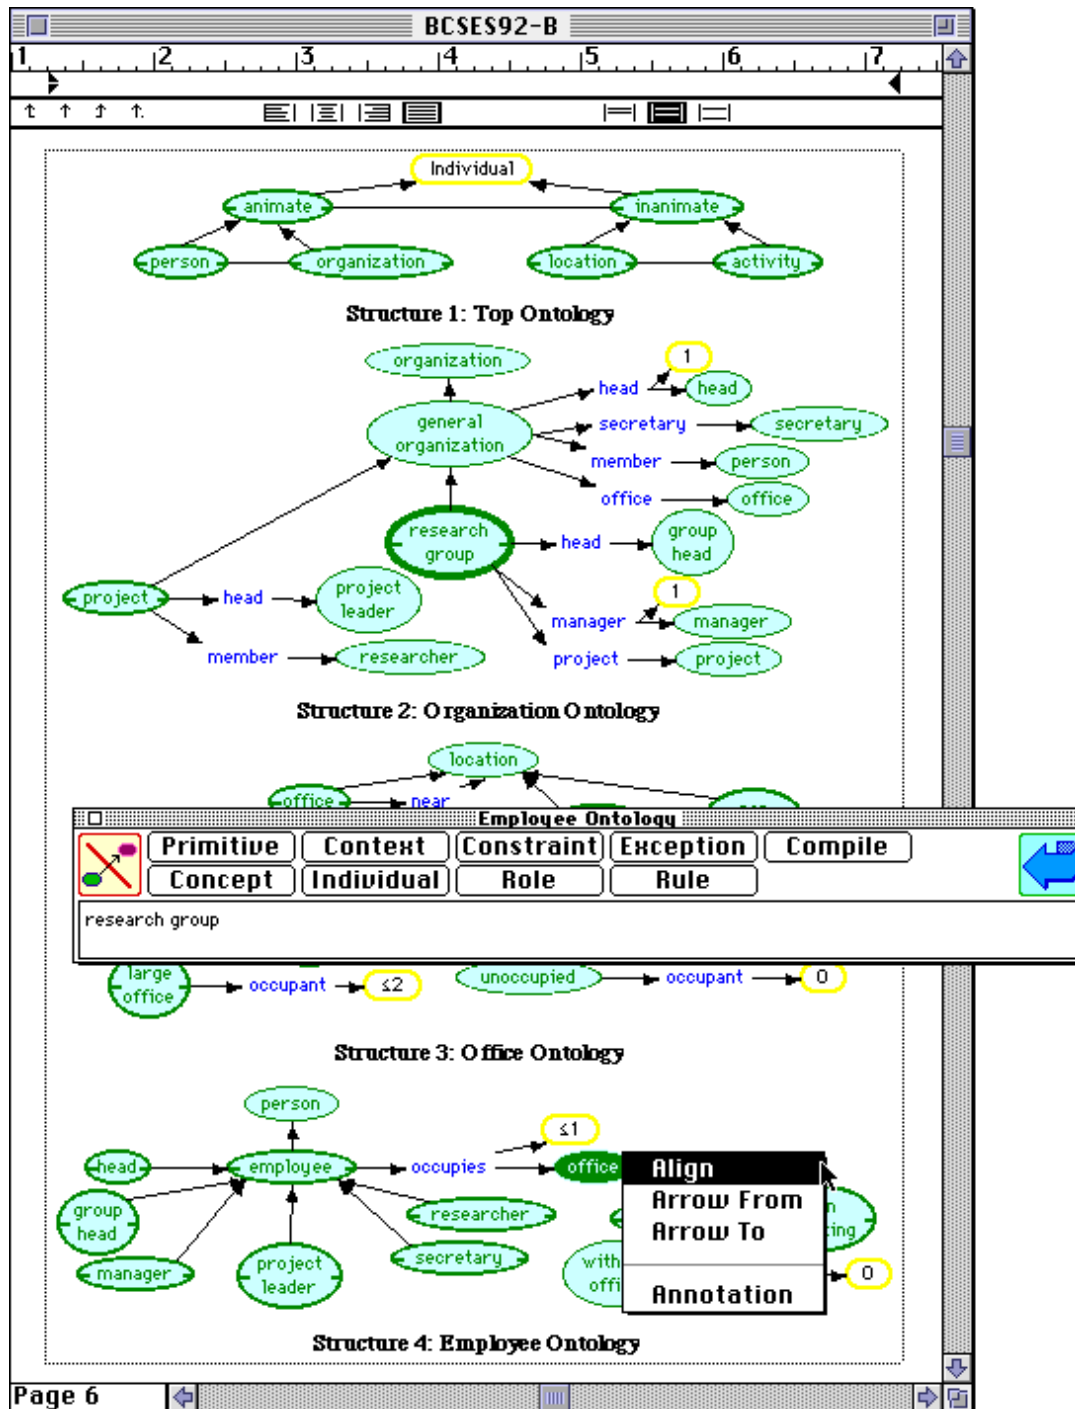 BCSES92-B
1 2 3 4 5 6 7
Individual
animate
inanimate
person
organization
location
activity
Structure 1: Top Ontology
organization
1
head
head
general
organization
secretary
secretary
member
person
office
office
research
group
head
group
head
project
head
project
leader
1
manager
manager
member
researcher
project
project
Structure 2: Organization Ontology
location
office
near
Employee Ontology
Primitive Context Constraint Exception Compile
Concept Individual Role Rule
research group
large
office
occupant
≤2
unoccupied
occupant
0
Structure 3: Office Ontology
person
≤1
head
employee
occupies
office
Align
Arrow From
Arrow To
Annotation
group
head
researcher
manager
project
leader
secretary
with
offi
0
Structure 4: Employee Ontology
Page 6